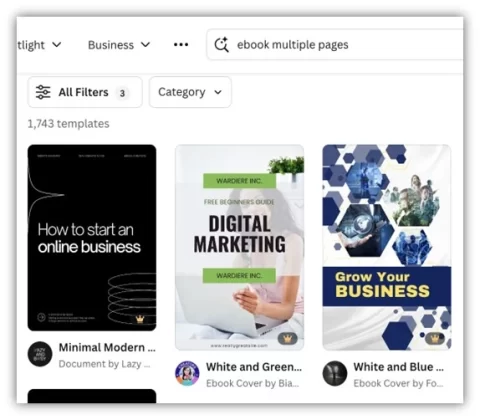 tlight
Business
ebook multiple pages
All Filters
3
Category
1,743 templates
How to start an
online business
WARDIERE INC.
FREE BEGINNERS GUIDE
DIGITAL
MARKETING
WARDIERE INC.
www.reallygreatsite.com
Grow Your
BUSINESS
Minimal Modern ...
Document by Lazy ...
White and Green...
Ebook Cover by Bia...
White and Blue ...
Ebook Cover by Fo...